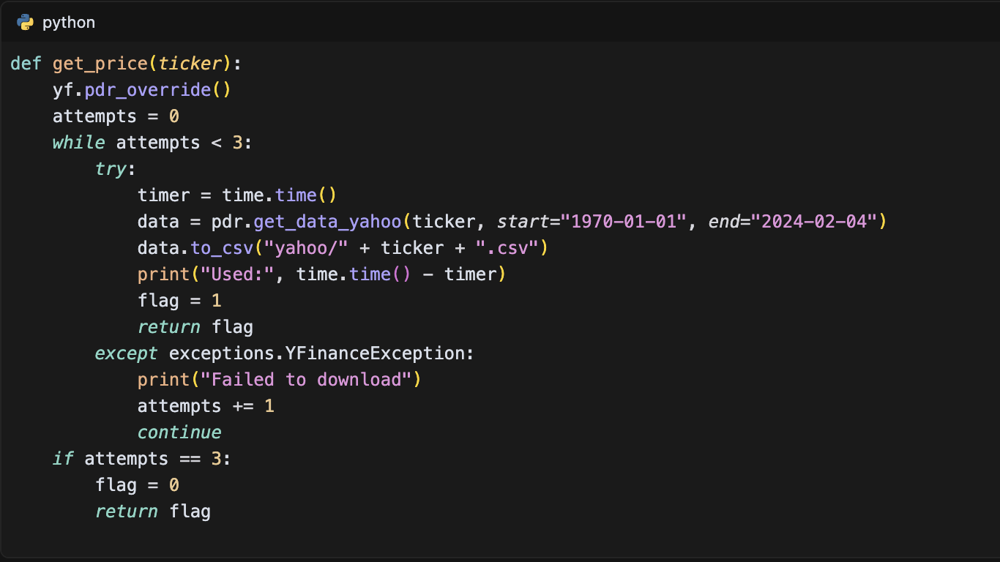 python
def get_price(ticker):
    yf.pdr_override()
    attempts = 0
    while attempts < 3:
        try:
            timer = time.time()
            data = pdr.get_data_yahoo(ticker, start="1970-01-01", end="2024-02-04")
            data.to_csv("yahoo/" + ticker + ".csv")
            print("Used:", time.time() - timer)
            flag = 1
            return flag
        except exceptions.YFinanceException:
            print("Failed to download")
            attempts += 1
            continue
    if attempts == 3:
        flag = 0
        return flag